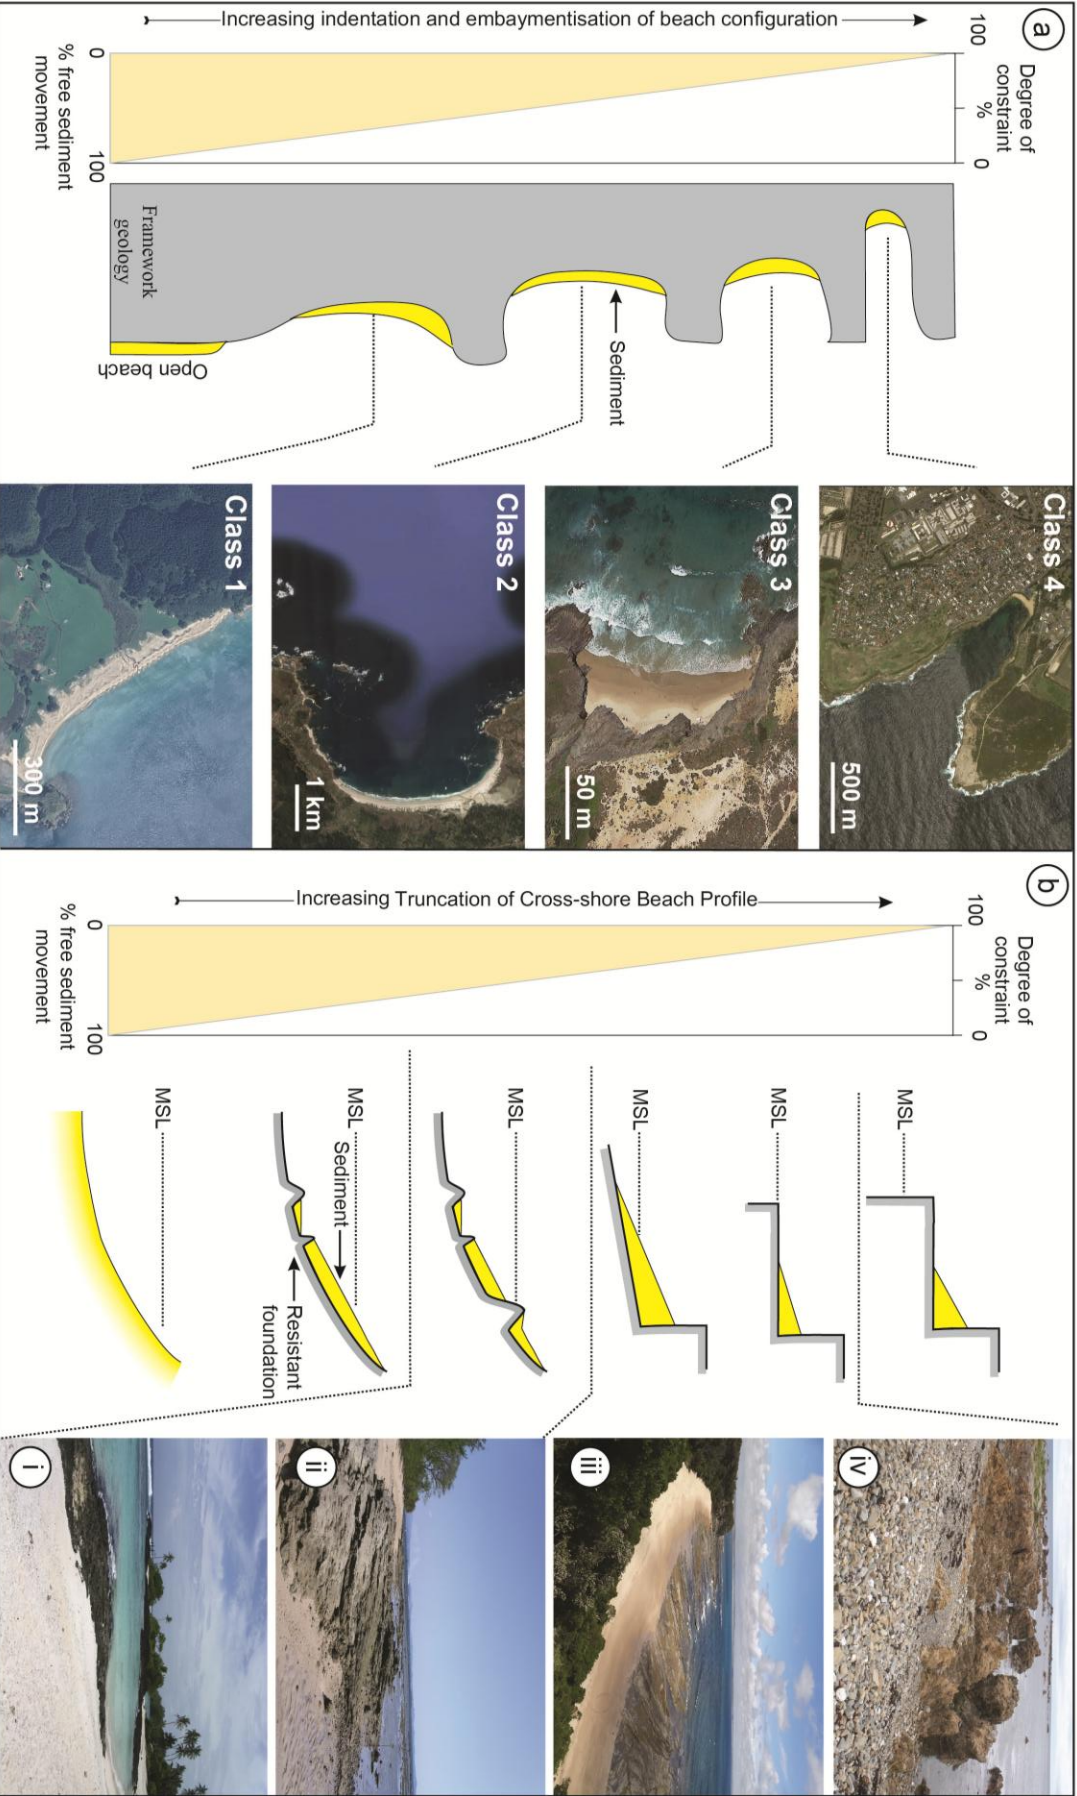 a
Increasing indentation and embaymentisation of beach configuration
100
Degree of
constraint
%
0
0
% free sediment
movement
100
Framework
geology
Open beach
Sediment
Class 1
300 m
Class 2
1 km
Class 3
50 m
Class 4
500 m
b
Increasing Truncation of Cross-shore Beach Profile
100
Degree of
constraint
%
0
0
% free sediment
movement
100
MSL
MSL
Sediment
Resistant
foundation
MSL
MSL
MSL
MSL
i
ii
iii
iv